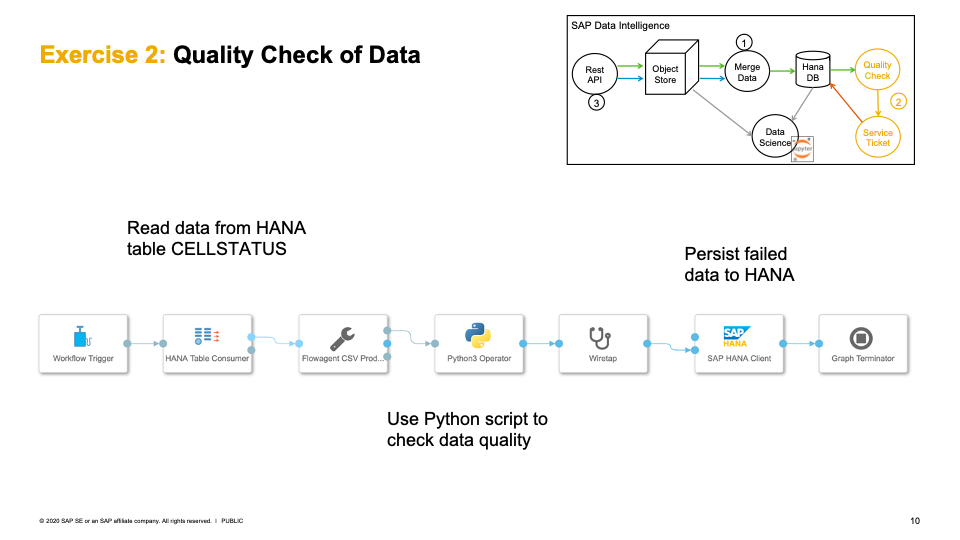 Exercise 2: Quality Check of Data
SAP Data Intelligence
Rest
API
3
Object
Store
1
Merge
Data
Hana
DB
Quality
Check
2
Service
Ticket
Data
Science
jupyter
Read data from HANA
table CELLSTATUS
Persist failed
data to HANA
Workflow Trigger
HANA Table Consumer
Flowagent CSV Prod...
Python3 Operator
Wiretap
SAP
HANA
SAP HANA Client
Graph Terminator
Use Python script to
check data quality
© 2020 SAP SE or an SAP affiliate company. All rights reserved. I PUBLIC
10